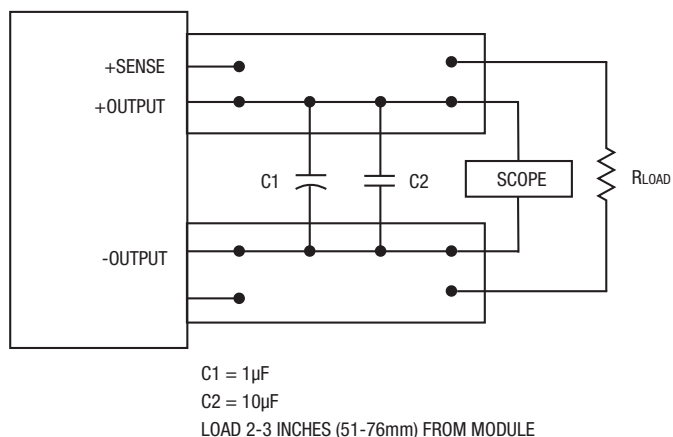 +SENSE
+OUTPUT
C1
C2
SCOPE
RLOAD
-OUTPUT
C1 = 1µF
C2 = 10µF
LOAD 2-3 INCHES (51-76mm) FROM MODULE